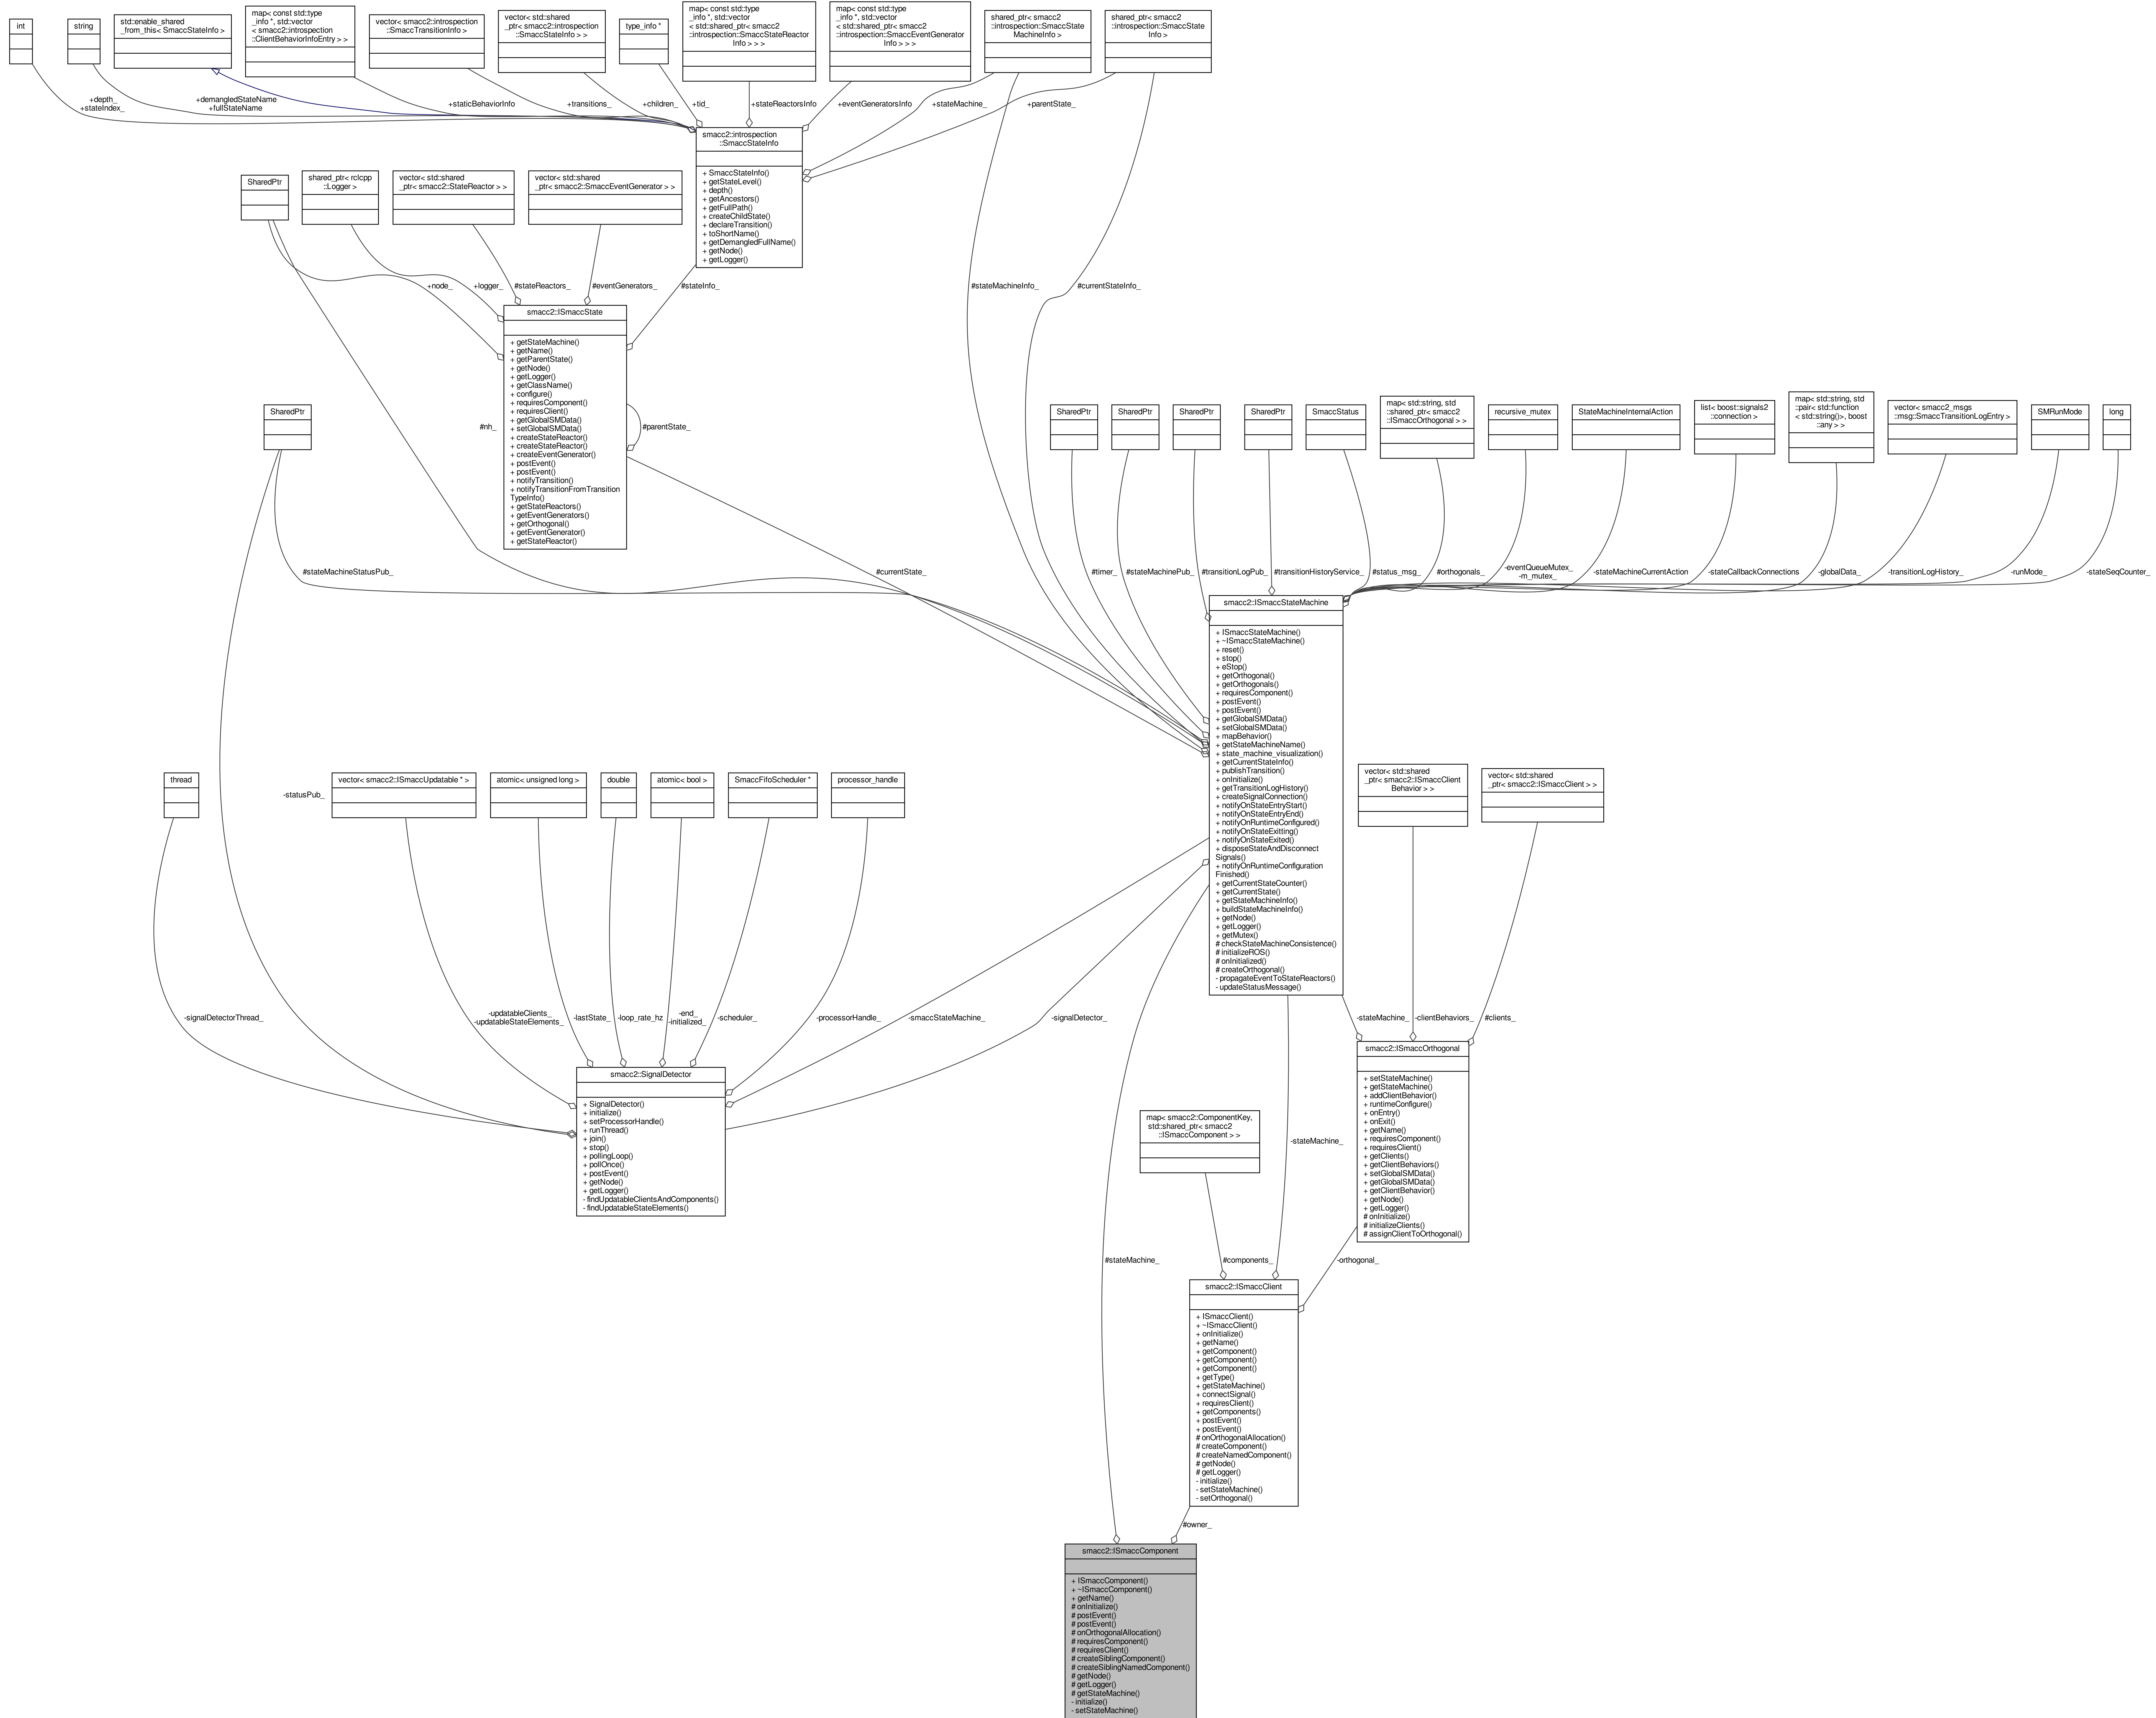 int
string
std::enable_shared
_from_this< SmaccStateInfo >
map< const std::type
_info *, std::vector
< smacc2::introspection
::ClientBehaviorInfoEntry > >
vector< smacc2::introspection
::SmaccTransitionInfo >
vector< std::shared
_ptr< smacc2::introspection
::SmaccStateInfo > >
type_info *
map< const std::type
_info *, std::vector
< std::shared_ptr< smacc2
::introspection::SmaccStateReactor
Info > > >
map< const std::type
_info *, std::vector
< std::shared_ptr< smacc2
::introspection::SmaccEventGenerator
Info > > >
shared_ptr< smacc2
::introspection::SmaccState
MachineInfo >
shared_ptr< smacc2
::introspection::SmaccState
Info >
+depth_
+stateIndex_
+demangledStateName
+fullStateName
+staticBehaviorInfo
+transitions_
+children_
+tid_
+stateReactorsInfo
+eventGeneratorsInfo
+stateMachine_
+parentState_
smacc2::introspection
::SmaccStateInfo
+ SmaccStateInfo()
+ getStateLevel()
+ depth()
+ getAncestors()
+ getFullPath()
+ createChildState()
+ declareTransition()
+ toShortName()
+ getDemangledFullName()
+ getNode()
+ getLogger()
SharedPtr
shared_ptr< rclcpp
::Logger >
vector< std::shared
_ptr< smacc2::StateReactor > >
vector< std::shared
_ptr< smacc2::SmaccEventGenerator > >
+node_
+logger_
#stateReactors_
#eventGenerators_
#stateInfo_
#stateMachineInfo_
#currentStateInfo_
smacc2::ISmaccState
+ getStateMachine()
+ getName()
+ getParentState()
+ getNode()
+ getLogger()
+ getClassName()
+ configure()
+ requiresComponent()
+ requiresClient()
+ getGlobalSMData()
+ setGlobalSMData()
+ createStateReactor()
+ createStateReactor()
+ createEventGenerator()
+ postEvent()
+ postEvent()
+ notifyTransition()
+ notifyTransitionFromTransition
TypeInfo()
+ getStateReactors()
+ getEventGenerators()
+ getOrthogonal()
+ getEventGenerator()
+ getStateReactor()
#nh_
#parentState_
SharedPtr
SharedPtr
SharedPtr
SharedPtr
SharedPtr
SmaccStatus
map< std::string, std
::shared_ptr< smacc2
::ISmaccOrthogonal > >
recursive_mutex
StateMachineInternalAction
list< boost::signals2
::connection >
map< std::string, std
::pair< std::function
< std::string()>, boost
::any > >
vector< smacc2_msgs
::msg::SmaccTransitionLogEntry >
SMRunMode
long
#stateMachineStatusPub_
#currentState_
#timer_
#stateMachinePub_
#transitionLogPub_
#transitionHistoryService_
#status_msg_
#orthogonals_
-eventQueueMutex_
-m_mutex_
-stateMachineCurrentAction
-stateCallbackConnections
-globalData_
-transitionLogHistory_
-runMode_
-stateSeqCounter_
smacc2::ISmaccStateMachine
+ ISmaccStateMachine()
+ ~ISmaccStateMachine()
+ reset()
+ stop()
+ eStop()
+ getOrthogonal()
+ getOrthogonals()
+ requiresComponent()
+ postEvent()
+ postEvent()
+ getGlobalSMData()
+ setGlobalSMData()
+ mapBehavior()
+ getStateMachineName()
+ state_machine_visualization()
+ getCurrentStateInfo()
+ publishTransition()
+ onInitialize()
+ getTransitionLogHistory()
+ createSignalConnection()
+ notifyOnStateEntryStart()
+ notifyOnStateEntryEnd()
+ notifyOnRuntimeConfigured()
+ notifyOnStateExitting()
+ notifyOnStateExited()
+ disposeStateAndDisconnect
Signals()
+ notifyOnRuntimeConfiguration
Finished()
+ getCurrentStateCounter()
+ getCurrentState()
+ getStateMachineInfo()
+ buildStateMachineInfo()
+ getNode()
+ getLogger()
+ getMutex()
# checkStateMachineConsistence()
# initializeROS()
# onInitialized()
# createOrthogonal()
- propagateEventToStateReactors()
- updateStatusMessage()
thread
-statusPub_
vector< smacc2::ISmaccUpdatable * >
atomic< unsigned long >
double
atomic< bool >
SmaccFifoScheduler *
processor_handle
vector< std::shared
_ptr< smacc2::ISmaccClient
Behavior > >
vector< std::shared
_ptr< smacc2::ISmaccClient > >
-signalDetectorThread_
-updatableClients_
-updatableStateElements_
-lastState_
-loop_rate_hz
-end_
-initialized_
-scheduler_
-processorHandle_
-smaccStateMachine_
-signalDetector_
-stateMachine_
-clientBehaviors_
#clients_
smacc2::SignalDetector
+ SignalDetector()
+ initialize()
+ setProcessorHandle()
+ runThread()
+ join()
+ stop()
+ pollingLoop()
+ pollOnce()
+ postEvent()
+ getNode()
+ getLogger()
- findUpdatableClientsAndComponents()
- findUpdatableStateElements()
smacc2::ISmaccOrthogonal
+ setStateMachine()
+ getStateMachine()
+ addClientBehavior()
+ runtimeConfigure()
+ onEntry()
+ onExit()
+ getName()
+ requiresComponent()
+ requiresClient()
+ getClients()
+ getClientBehaviors()
+ setGlobalSMData()
+ getGlobalSMData()
+ getClientBehavior()
+ getNode()
+ getLogger()
# onInitialize()
# initializeClients()
# assignClientToOrthogonal()
map< smacc2::ComponentKey,
std::shared_ptr< smacc2
::ISmaccComponent > >
-stateMachine_
#stateMachine_
#components_
-orthogonal_
smacc2::ISmaccClient
+ ISmaccClient()
+ ~ISmaccClient()
+ onInitialize()
+ getName()
+ getComponent()
+ getComponent()
+ getComponent()
+ getType()
+ getStateMachine()
+ connectSignal()
+ requiresClient()
+ getComponents()
+ postEvent()
+ postEvent()
# onOrthogonalAllocation()
# createComponent()
# createNamedComponent()
# getNode()
# getLogger()
- initialize()
- setStateMachine()
- setOrthogonal()
#owner_
smacc2::ISmaccComponent
+ ISmaccComponent()
+ ~ISmaccComponent()
+ getName()
# onInitialize()
# postEvent()
# postEvent()
# onOrthogonalAllocation()
# requiresComponent()
# requiresClient()
# createSiblingComponent()
# createSiblingNamedComponent()
# getNode()
# getLogger()
# getStateMachine()
- initialize()
- setStateMachine()